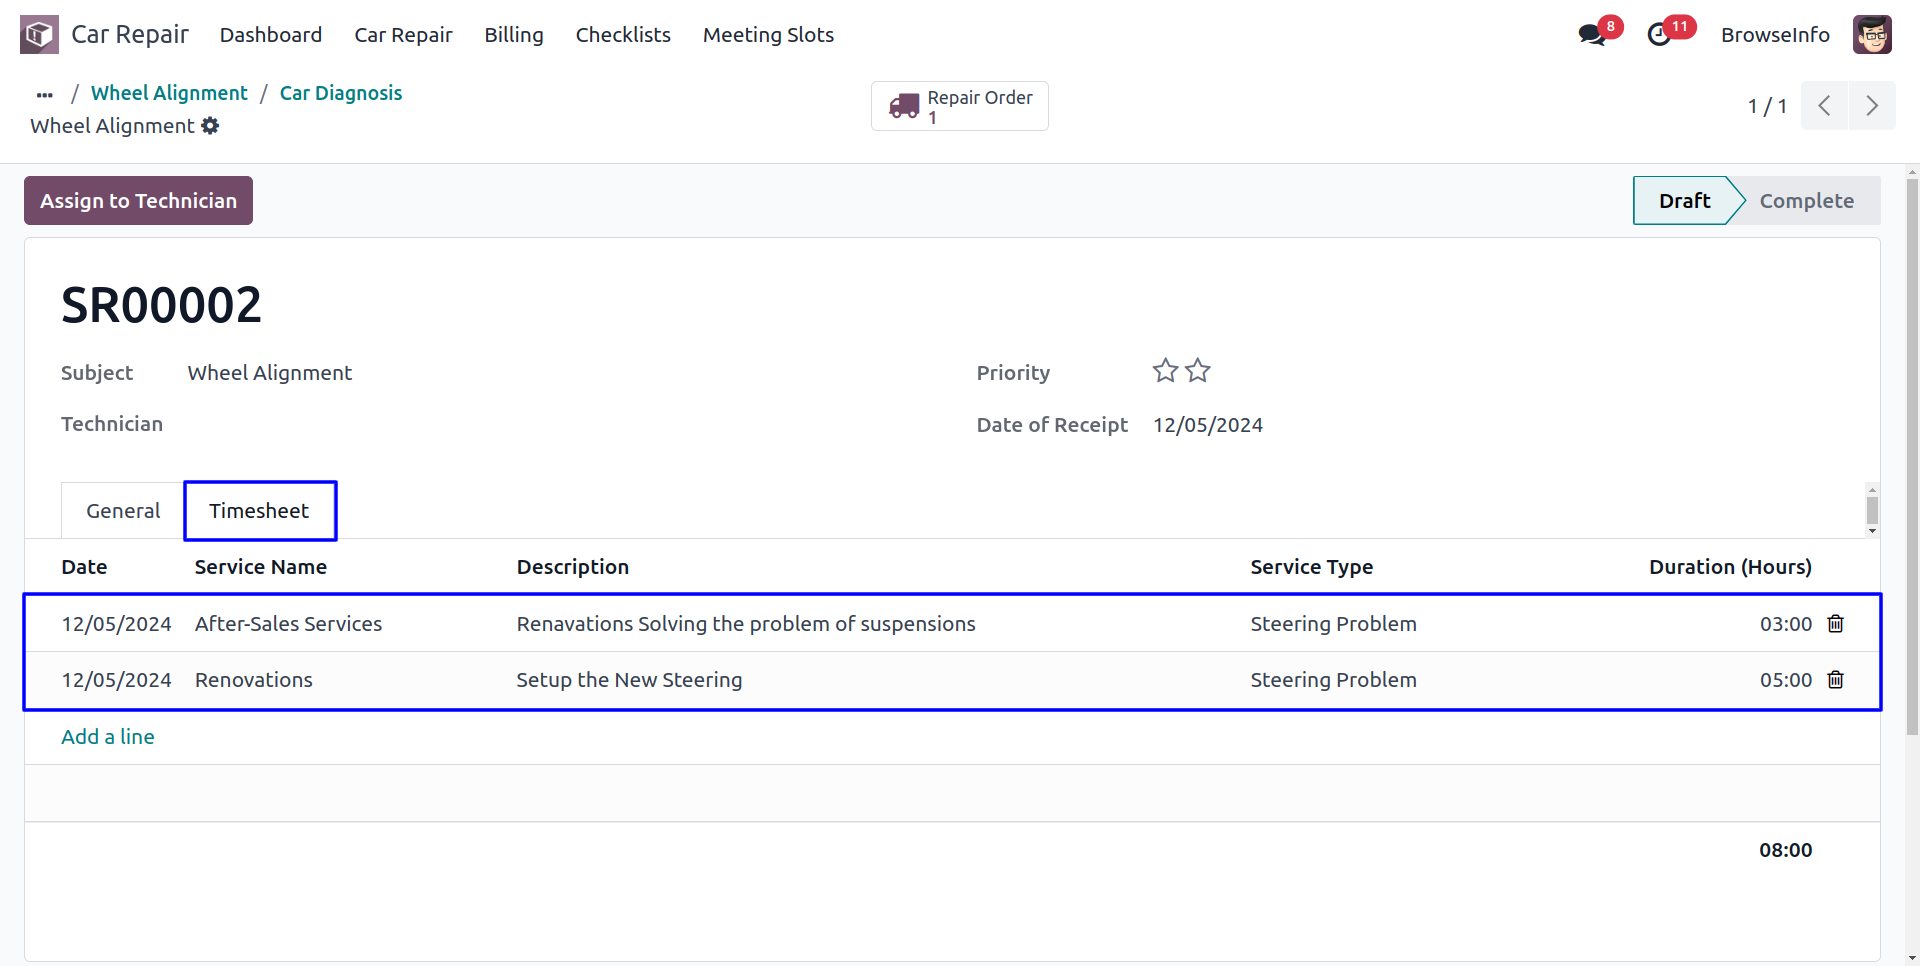 Car Repair Dashboard Car Repair Billing Checklists Meeting Slots 8 11 BrowseInfo
... / Wheel Alignment / Car Diagnosis
Wheel Alignment
Repair Order
1
1 / 1
Assign to Technician
Draft Complete
SR00002
Subject Wheel Alignment
Priority
Technician
Date of Receipt 12/05/2024
General Timesheet
Date Service Name Description Service Type Duration (Hours)
12/05/2024 After-Sales Services Renavations Solving the problem of suspensions Steering Problem 03:00
12/05/2024 Renovations Setup the New Steering Steering Problem 05:00
Add a line
08:00